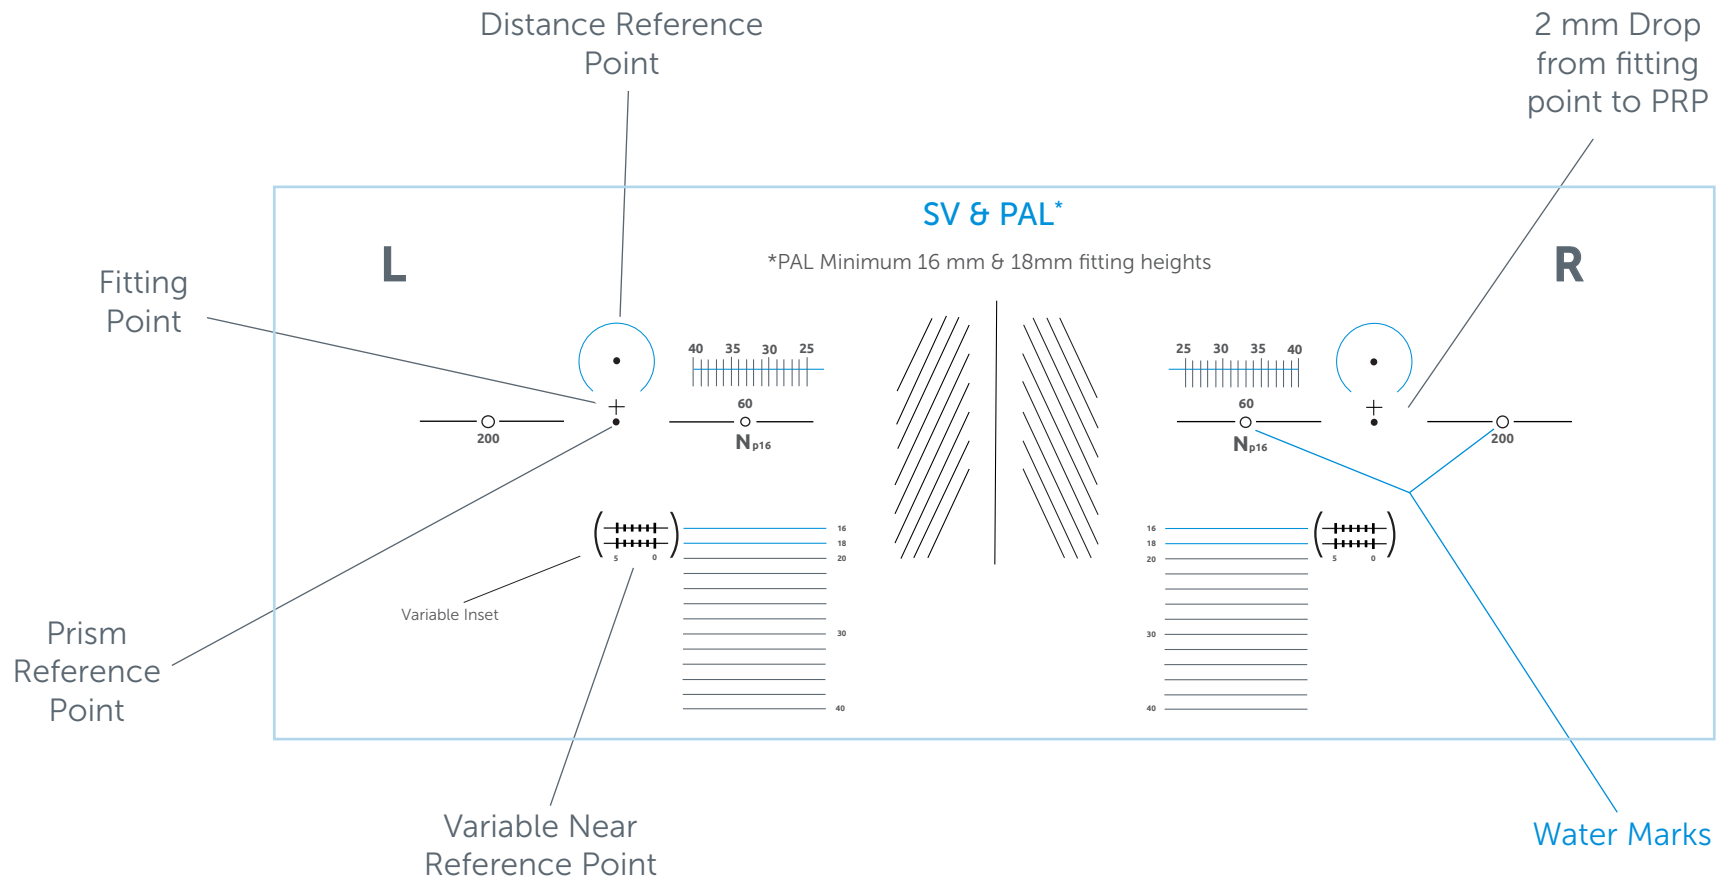 Distance Reference
Point
2 mm Drop
from fitting
point to PRP
SV & PAL*
*PAL Minimum 16 mm & 18mm fitting heights
L
R
Fitting
Point
40 35 30 25
25 30 35 40
60
60
200
Np16
Np16
200
16
18
20
30
40
5 0
16
18
20
30
40
5 0
Variable Inset
Prism
Reference
Point
Variable Near
Reference Point
Water Marks